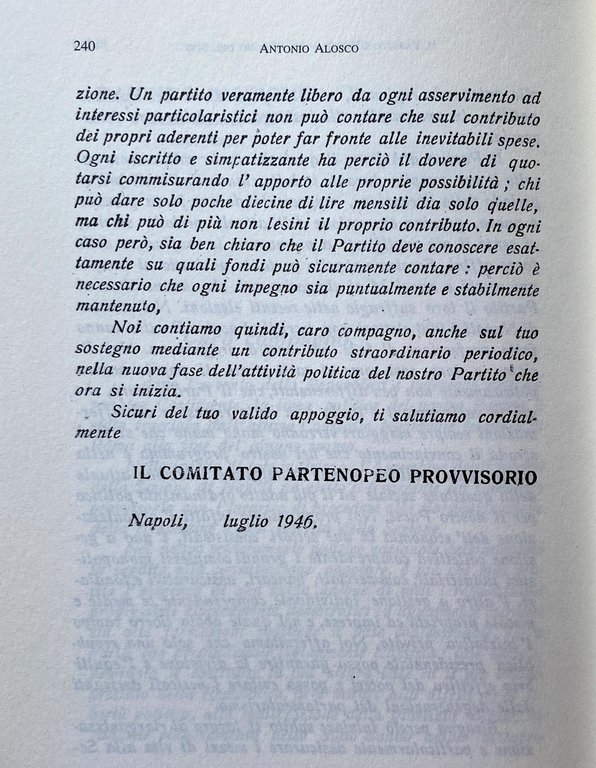 240
ANTONIO ALOSCO
zione. Un partito veramente libero da ogni asservimento ad
interessi particolaristici non può contare che sul contributo
dei propri aderenti per poter far fronte alle inevitabili spese.
Ogni iscritto e simpatizzante ha perciò il dovere di quo-
tarsi commisurando l' apporto alle proprie possibilità ; chi
può dare solo poche diecine di lire mensili dia solo quelle,
ma chi può di più non lesini il proprio contributo. In ogni
caso però, sia ben chiaro che il Partito deve conoscere esat-
tamente su quali fondi può sicuramente contare : perciò è
necessario che ogni impegno sia puntualmente e stabilmente
mantenuto,
Noi contiamo quindi, caro compagno, anche sul tuo
sostegno mediante un contributo straordinario periodico,
nella nuova fase dell'attività politica del nostro Partito che
ora si inizia.
Sicuri del tuo valido appoggio, ti salutiamo cordial-
mente
IL COMITATO PARTENOPEO PROVVISORIO
Napoli, luglio 1946.